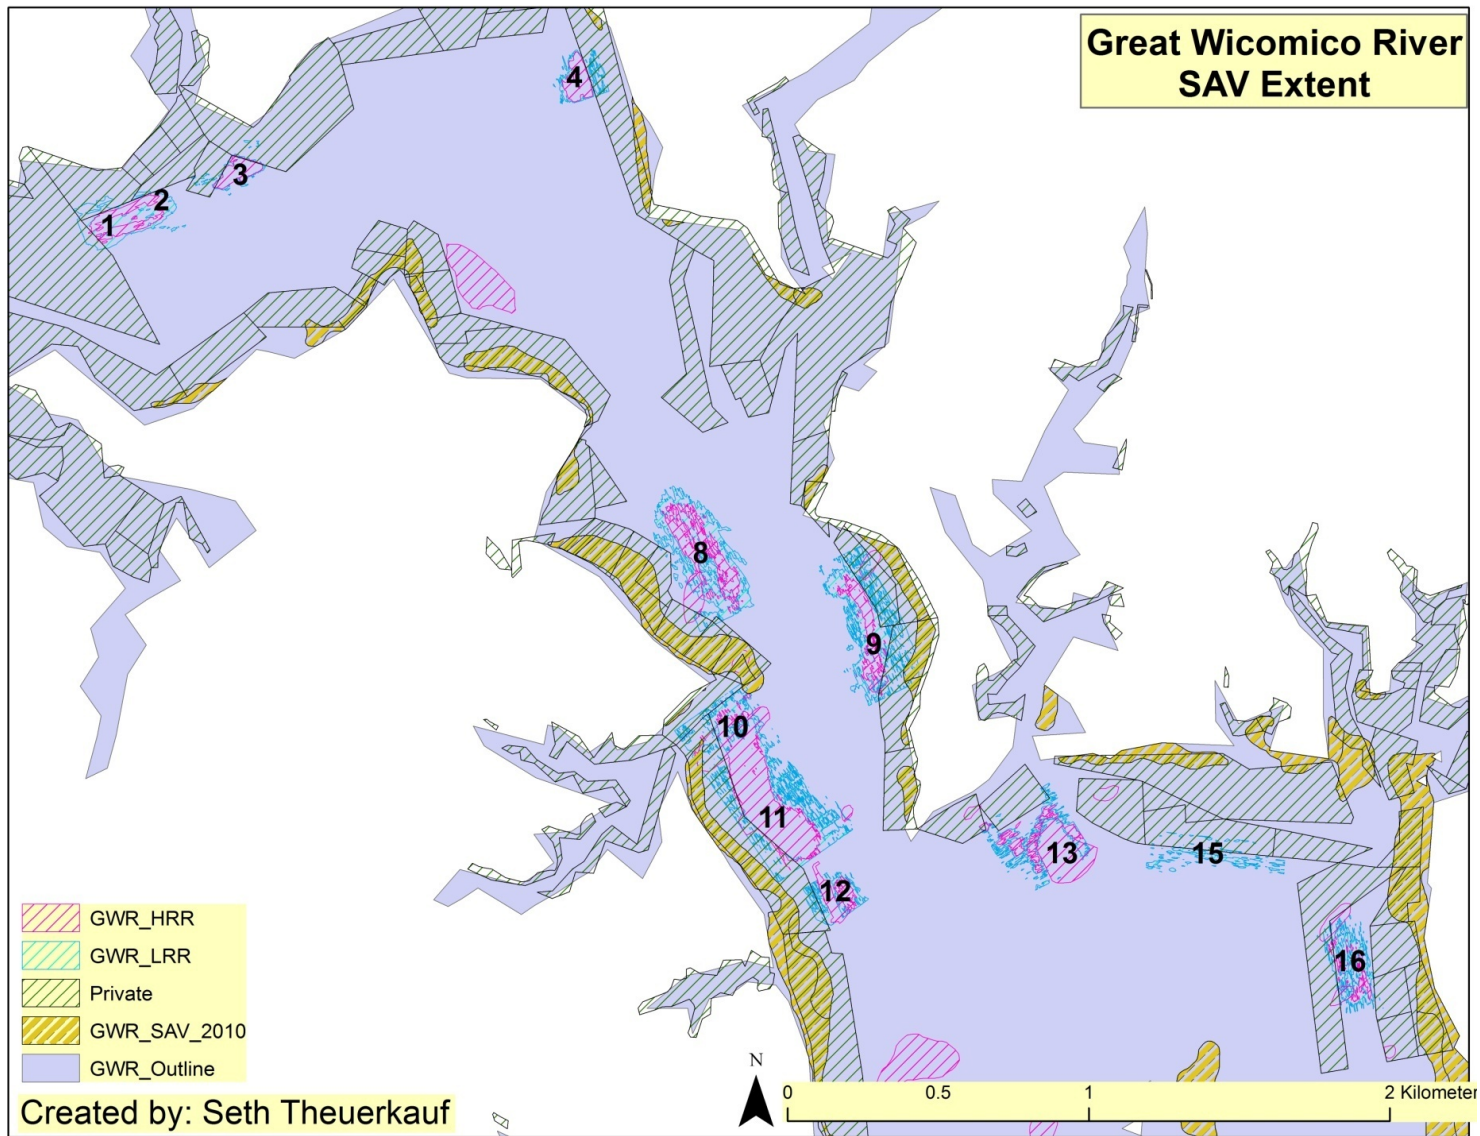 Great Wicomico River
SAV Extent
4
3
2
1
8
9
10
11
12
13
15
16
GWR_HRR
GWR_LRR
Private
GWR_SAV_2010
GWR_Outline
Created by: Seth Theuerkauf
N
0 0.5 1 2 Kilometer